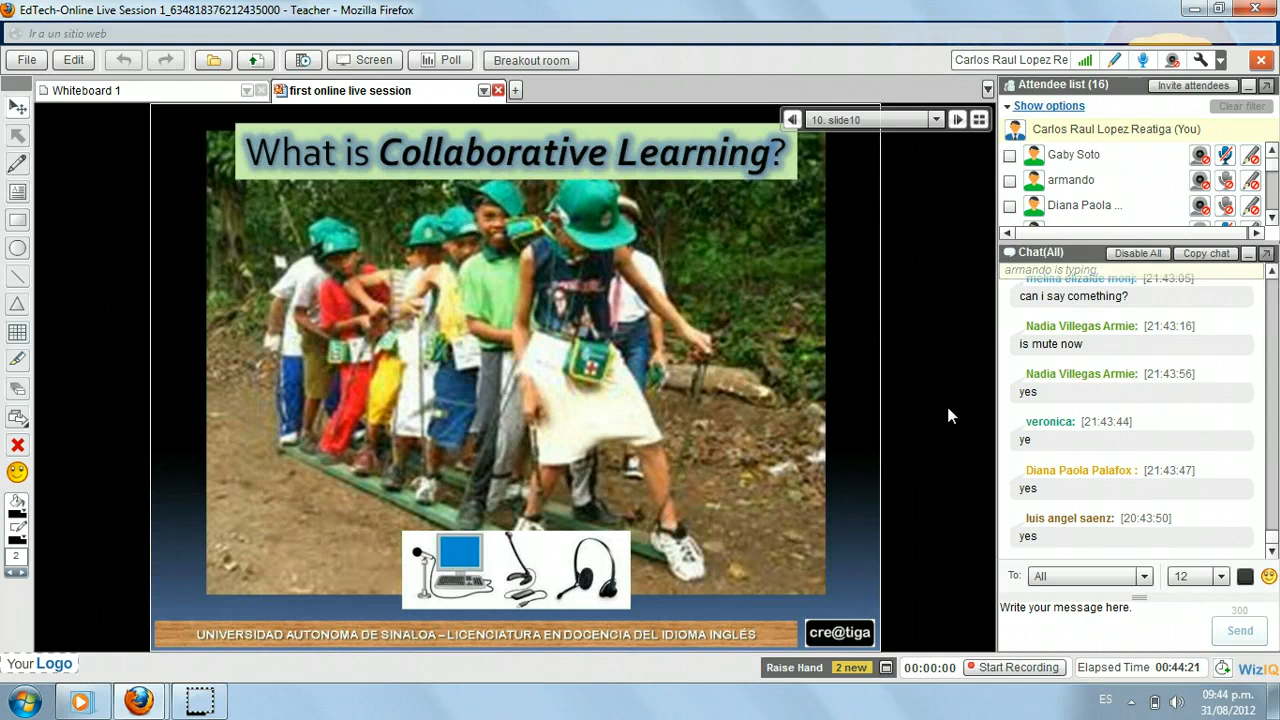 EdTech-Online Live Session 1_634818376212435000 - Teacher - Mozilla Firefox
Ir a un sitio web
File Edit Screen Poll Breakout room Carlos Raul Lopez Re
Whiteboard 1 first online live session
Attendee list (16) Invite attendees
Show options Clear filter
10. slide10
Carlos Raul Lopez Reatiga (You)
Gaby Soto
armando
Diana Paola ...
What is Collaborative Learning?
Chat(All) Disable All Copy chat
armando is typing.
melina elizalde monj: [21:43:05]
can i say comething?
Nadia Villegas Armie: [21:43:16]
is mute now
Nadia Villegas Armie: [21:43:56]
yes
veronica: [21:43:44]
ye
Diana Paola Palafox : [21:43:47]
yes
luis angel saenz: [20:43:50]
yes
2
To: All 12
Write your message here.
300
Send
UNIVERSIDAD AUTONOMA DE SINALOA – LICENCIATURA EN DOCENCIA DEL IDIOMA INGLÉS
cre@tiga
Your Logo
Raise Hand 2 new 00:00:00 Start Recording Elapsed Time 00:44:21 WizIQ
ES 09:44 p.m.
31/08/2012